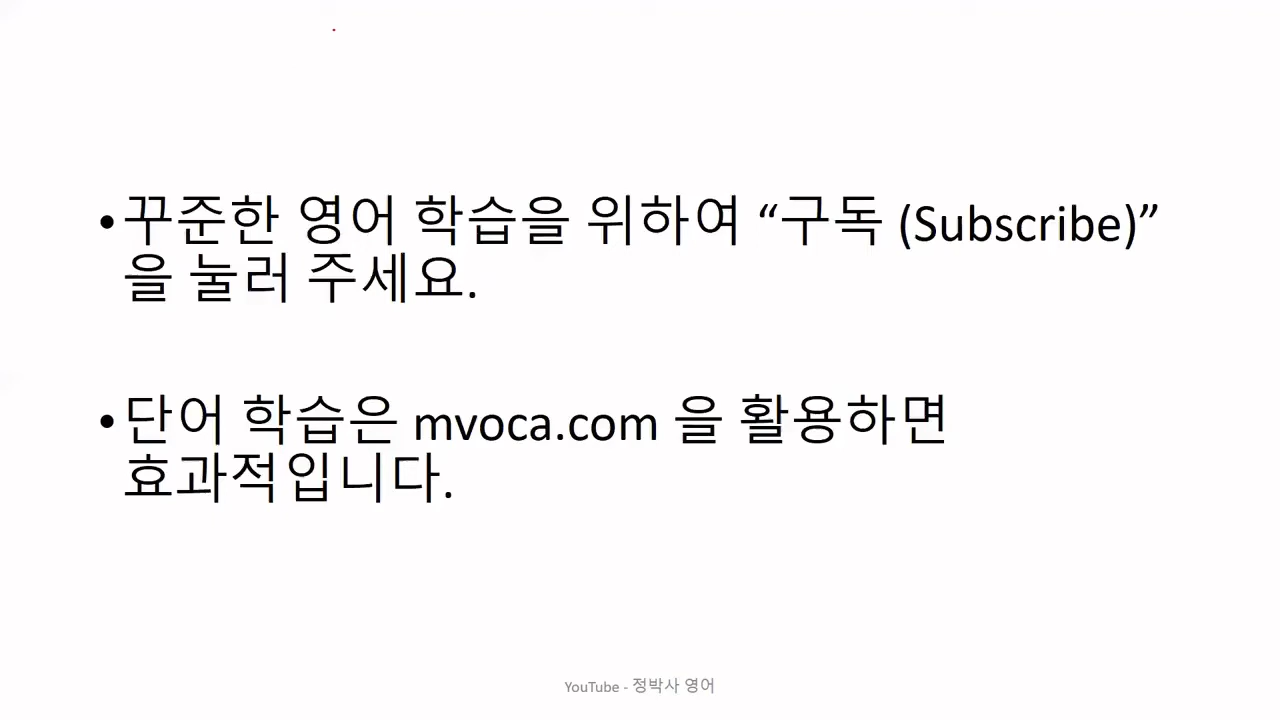 •꾸준한 영어 학습을 위하여 “구독 (Subscribe)”
을 눌러 주세요.
•단어 학습은 mvoca.com 을 활용하면
효과적입니다.
YouTube - 정박사 영어